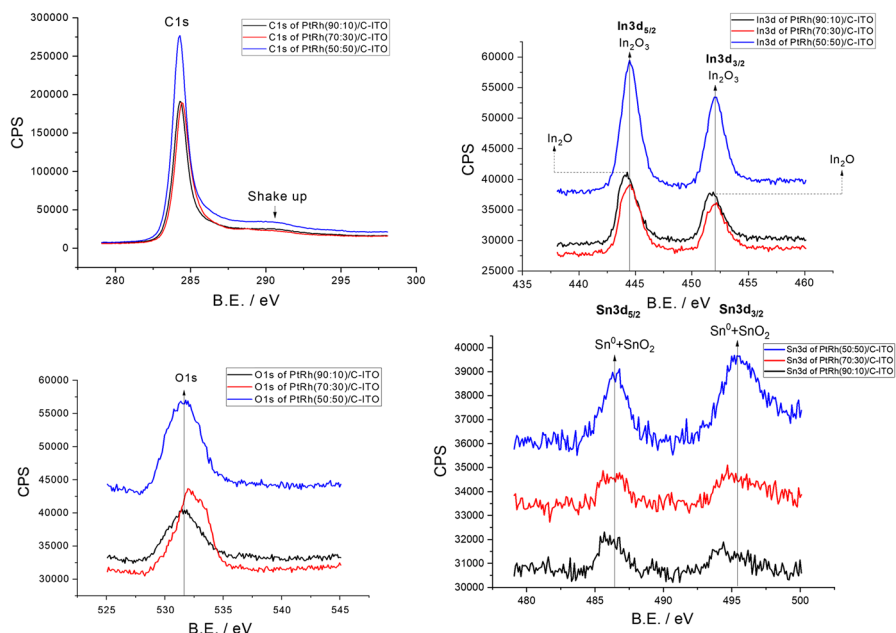 C1s
C1s of PtRh(90:10)/C-ITO
C1s of PtRh(70:30)/C-ITO
C1s of PtRh(50:50)/C-ITO
300000
250000
200000
150000
100000
50000
0
CPS
Shake up
280
285
290
295
300
B.E. / eV
In3d5/2
In2O3
In3d3/2
In2O3
In3d of PtRh(90:10)/C-ITO
In3d of PtRh(70:30)/C-ITO
In3d of PtRh(50:50)/C-ITO
65000
60000
55000
50000
45000
40000
35000
30000
25000
CPS
In2O
In2O
435
440
445
450
455
460
B.E. / eV
O1s
O1s of PtRh(90:10)/C-ITO
O1s of PtRh(70:30)/C-ITO
O1s of PtRh(50:50)/C-ITO
60000
55000
50000
45000
40000
35000
30000
CPS
525
530
535
540
545
B.E. / eV
Sn3d5/2
Sn3d3/2
Sn0+SnO2
Sn0+SnO2
Sn3d of PtRh(50:50)/C-ITO
Sn3d of PtRh(70:30)/C-ITO
Sn3d of PtRh(90:10)/C-ITO
40000
39000
38000
37000
36000
35000
34000
33000
32000
31000
30000
CPS
480
485
490
495
500
B.E. / eV